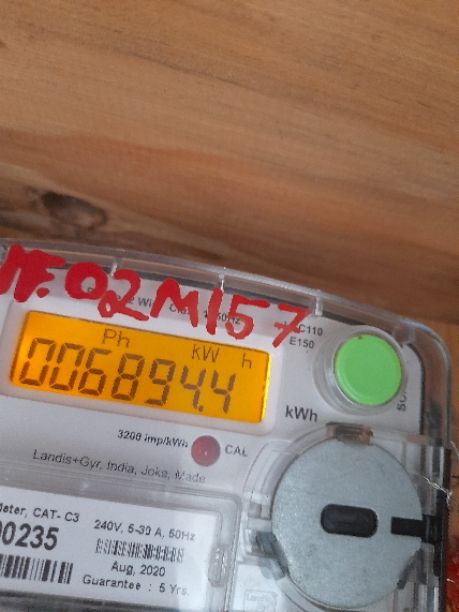 NF.02M157
C110
E150
Ph kW h
006894.4
kWh
3200 imp/kWh CAL
Landis+Gyr, India, Joka, Made
Meter, CAT- C3
00235
240V, 5-30 A, 50Hz
Aug, 2020
Guarantee : 5 Yrs.